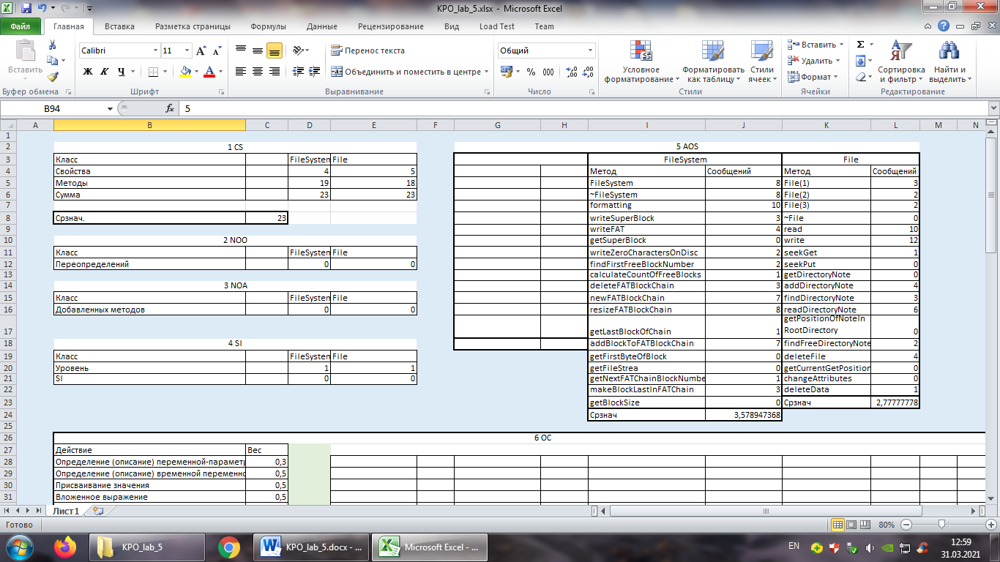 KPO_lab_5.xlsx - Microsoft Excel
Файл Главная Вставка Разметка страницы Формулы Данные Рецензирование Вид Load Test Team
Вставить
Буфер обмена
Calibri 11
Ж К Ч
Шрифт
Перенос текста
Объединить и поместить в центре
Выравнивание
Общий
% 000
Число
Условное форматирование
Форматировать как таблицу
Стили ячеек
Стили
Вставить
Удалить
Формат
Ячейки
Сортировка и фильтр
Найти и выделить
Редактирование
B94 fx 5
A B C D E F G H I J K L M N
1
2 1 CS 5 AOS
3 Класс FileSystem File FileSystem File
4 Свойства 4 5 Метод Сообщений Метод Сообщений
5 Методы 19 18 FileSystem 8 File(1) 3
6 Сумма 23 23 ~FileSystem 8 File(2) 2
7 formatting 10 File(3) 2
8 Срзнач. 23 writeSuperBlock 3 ~File 0
9 writeFAT 4 read 10
10 2 NOO getSuperBlock 0 write 12
11 Класс FileSystem File writeZeroCharactersOnDisc 2 seekGet 1
12 Переопределений 0 0 findFirstFreeBlockNumber 2 seekPut 0
13 calculateCountOfFreeBlocks 1 getDirectoryNote 0
14 3 NOA deleteFATBlockChain 3 addDirectoryNote 4
15 Класс FileSystem File newFATBlockChain 7 findDirectoryNote 3
16 Добавленных методов 0 0 resizeFATBlockChain 8 readDirectoryNote 6
getPositionOfNoteIn
17 getLastBlockOfChain 1 RootDirectory 0
18 4 SI addBlockToFATBlockChain 7 findFreeDirectoryNote 2
19 Класс FileSystem File getFirstByteOfBlock 0 deleteFile 4
20 Уровень 1 1 getFileStrea 0 getCurrentGetPosition 0
21 SI 0 0 getNextFATChainBlockNumbe 1 changeAttributes 0
22 makeBlockLastInFATChain 3 deleteData 1
23 getBlockSize 0 Срзнач 2,77777778
24 Срзнач 3,578947368
25
26 6 OC
27 Действие Вес
28 Определение (описание) переменной-параметр 0,3
29 Определение (описание) временной переменно 0,5
30 Присваивание значения 0,5
31 Вложенное выражение 0,5
Лист1
Готово 80%
KPO_lab_5 KPO_lab_5.docx - ... Microsoft Excel - ... EN 12:59
31.03.2021